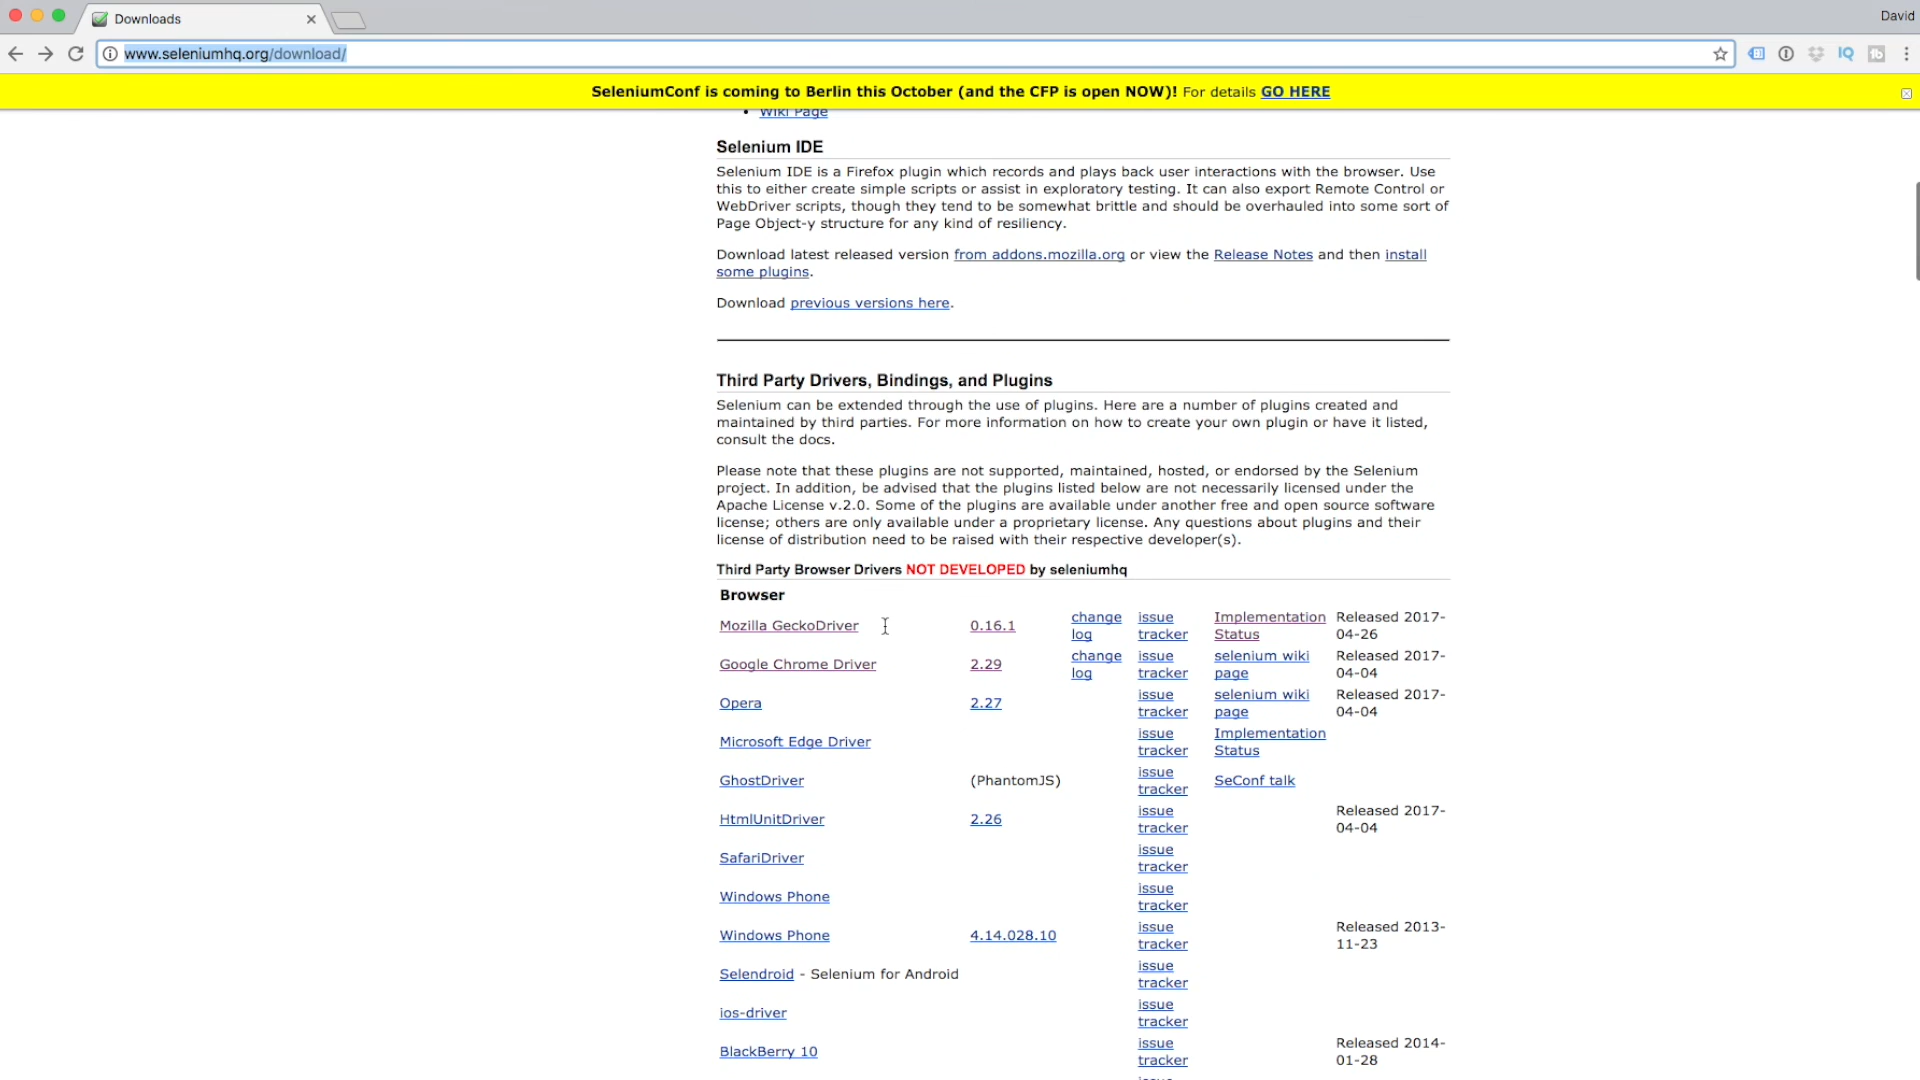 Downloads
David
www.seleniumhq.org/download/
SeleniumConf is coming to Berlin this October (and the CFP is open NOW)! For details GO HERE
Wiki Page
Selenium IDE
Selenium IDE is a Firefox plugin which records and plays back user interactions with the browser. Use
this to either create simple scripts or assist in exploratory testing. It can also export Remote Control or
WebDriver scripts, though they tend to be somewhat brittle and should be overhauled into some sort of
Page Object-y structure for any kind of resiliency.
Download latest released version from addons.mozilla.org or view the Release Notes and then install
some plugins.
Download previous versions here.
Third Party Drivers, Bindings, and Plugins
Selenium can be extended through the use of plugins. Here are a number of plugins created and
maintained by third parties. For more information on how to create your own plugin or have it listed,
consult the docs.
Please note that these plugins are not supported, maintained, hosted, or endorsed by the Selenium
project. In addition, be advised that the plugins listed below are not necessarily licensed under the
Apache License v.2.0. Some of the plugins are available under another free and open source software
license; others are only available under a proprietary license. Any questions about plugins and their
license of distribution need to be raised with their respective developer(s).
Third Party Browser Drivers NOT DEVELOPED by seleniumhq
Browser
Mozilla GeckoDriver 0.16.1 change log issue tracker Implementation Status Released 2017-04-26
Google Chrome Driver 2.29 change log issue tracker selenium wiki page Released 2017-04-04
Opera 2.27 issue tracker selenium wiki page Released 2017-04-04
Microsoft Edge Driver issue tracker Implementation Status
GhostDriver (PhantomJS) issue tracker SeConf talk
HtmlUnitDriver 2.26 issue tracker Released 2017-04-04
SafariDriver issue tracker
Windows Phone issue tracker
Windows Phone 4.14.028.10 issue tracker Released 2013-11-23
Selendroid - Selenium for Android issue tracker
ios-driver issue tracker
BlackBerry 10 issue tracker Released 2014-01-28